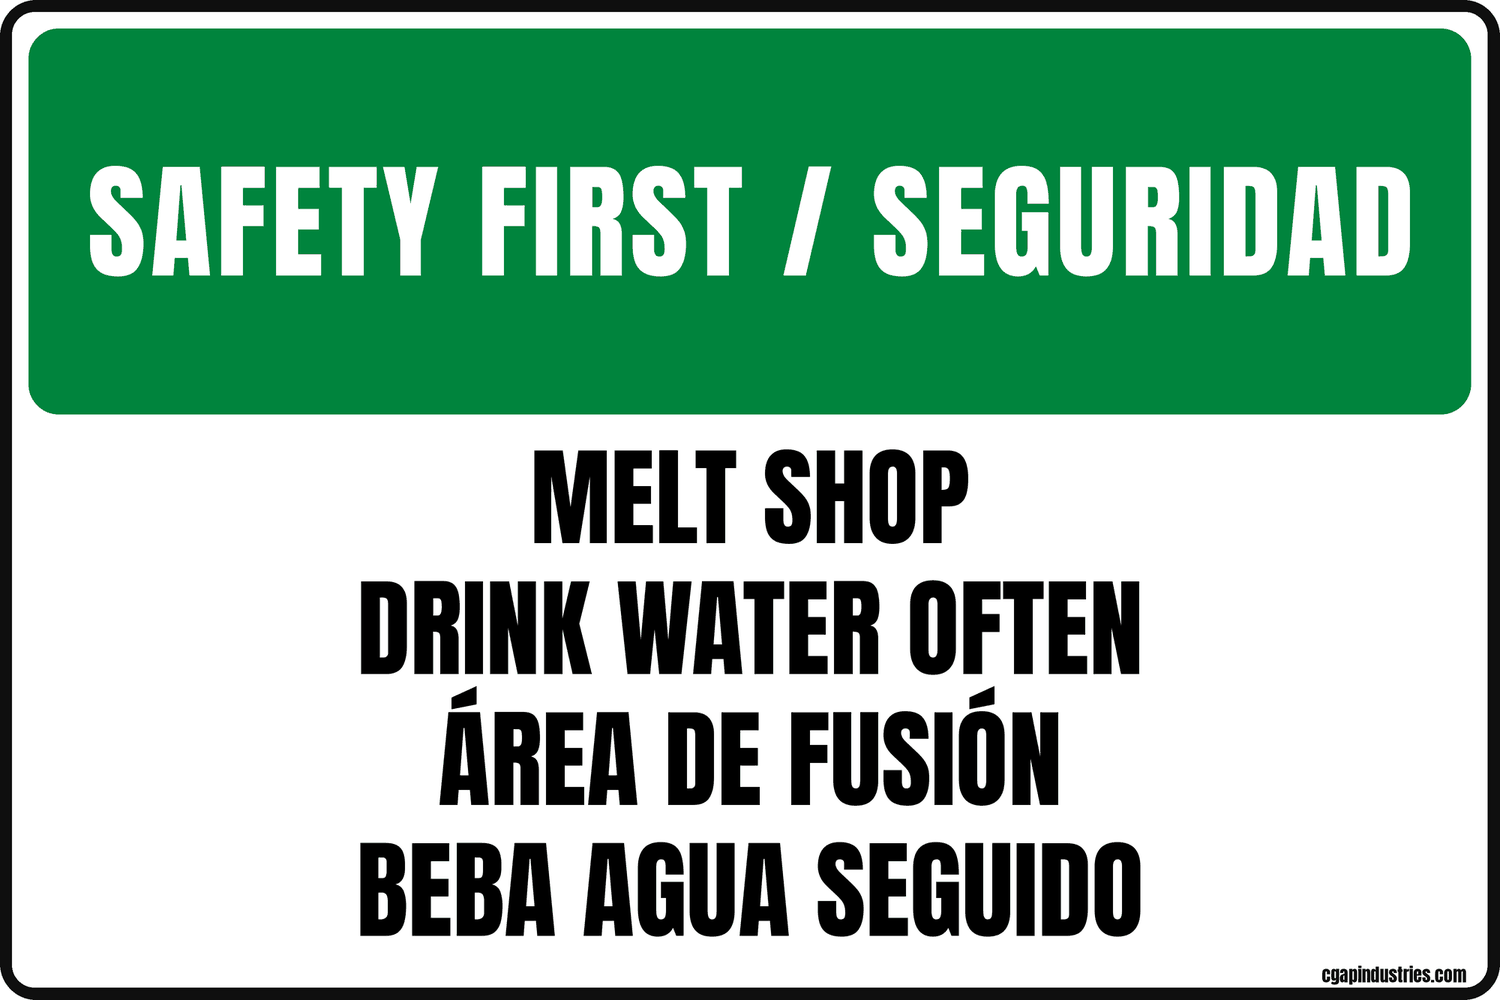 SAFETY FIRST / SEGURIDAD
MELT SHOP
DRINK WATER OFTEN
ÁREA DE FUSIÓN
BEBA AGUA SEGUIDO
cgapindustries.com